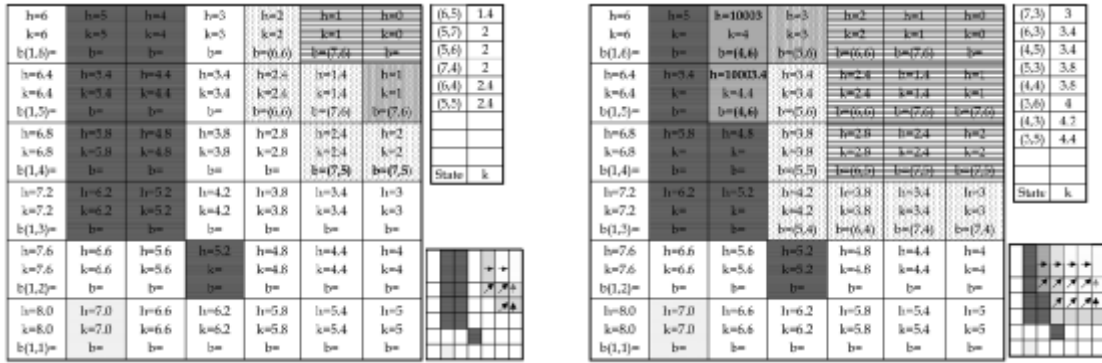 h=6 h=5 h=4 h=3 h=2 h=1 h=0
k=6 k=5 k=4 k=3 k=2 k=1 k=0
b(1,6)= b= b= b= b=(6,6) b=(7,6) b=
h=6.4 h=5.4 h=4.4 h=3.4 h=2.4 h=1.4 h=1
k=6.4 k=5.4 k=4.4 k=3.4 k=2.4 k=1.4 k=1
b(1,5)= b= b= b= b=(6,6) b=(7,6) b=(7,6)
h=6.8 h=5.8 h=4.8 h=3.8 h=2.8 h=2.4 h=2
k=6.8 k=5.8 k=4.8 k=3.8 k=2.8 k=2.4 k=2
b(1,4)= b= b= b= b= b=(7,5) b=(7,5)
h=7.2 h=6.2 h=5.2 h=4.2 h=3.8 h=3.4 h=3
k=7.2 k=6.2 k=5.2 k=4.2 k=3.8 k=3.4 k=3
b(1,3)= b= b= b= b= b= b=
h=7.6 h=6.6 h=5.6 h=5.2 h=4.8 h=4.4 h=4
k=7.6 k=6.6 k=5.6 k= k=4.8 k=4.4 k=4
b(1,2)= b= b= b= b= b= b=
h=8.0 h=7.0 h=6.6 h=6.2 h=5.8 h=5.4 h=5
k=8.0 k=7.0 k=6.6 k=6.2 k=5.8 k=5.4 k=5
b(1,1)= b= b= b= b= b= b=
(6,5) 1.4
(5,7) 2
(5,6) 2
(7,4) 2
(6,4) 2.4
(5,5) 2.4
State k
h=6 h=5 h=10003 h=3 h=2 h=1 h=0
k=6 k= k=4 k=3 k=2 k=1 k=0
b(1,6)= b= b=(4,6) b=(5,6) b=(6,6) b=(7,6) b=
h=6.4 h=5.4 h=10003.4 h=3.4 h=2.4 h=1.4 h=1
k=6.4 k= k=4.4 k=3.4 k=2.4 k=1.4 k=1
b(1,5)= b= b=(4,6) b=(5,6) b=(6,6) b=(7,6) b=(7,6)
h=6.8 h=5.8 h=4.8 h=3.8 h=2.8 h=2.4 h=2
k=6.8 k= k= k=3.8 k=2.8 k=2.4 k=2
b(1,4)= b= b= b=(5,5) b=(6,5) b=(7,5) b=(7,5)
h=7.2 h=6.2 h=5.2 h=4.2 h=3.8 h=3.4 h=3
k=7.2 k= k= k=4.2 k=3.8 k=3.4 k=3
b(1,3)= b= b= b=(5,4) b=(6,4) b=(7,4) b=(7,4)
h=7.6 h=6.6 h=5.6 h=5.2 h=4.8 h=4.4 h=4
k=7.6 k=6.6 k=5.6 k=5.2 k=4.8 k=4.4 k=4
b(1,2)= b= b= b= b= b= b=
h=8.0 h=7.0 h=6.6 h=6.2 h=5.8 h=5.4 h=5
k=8.0 k=7.0 k=6.6 k=6.2 k=5.8 k=5.4 k=5
b(1,1)= b= b= b= b= b= b=
(7,3) 3
(6,3) 3.4
(4,5) 3.4
(5,3) 3.8
(4,4) 3.8
(3,6) 4
(4,3) 4.2
(3,5) 4.4
State k